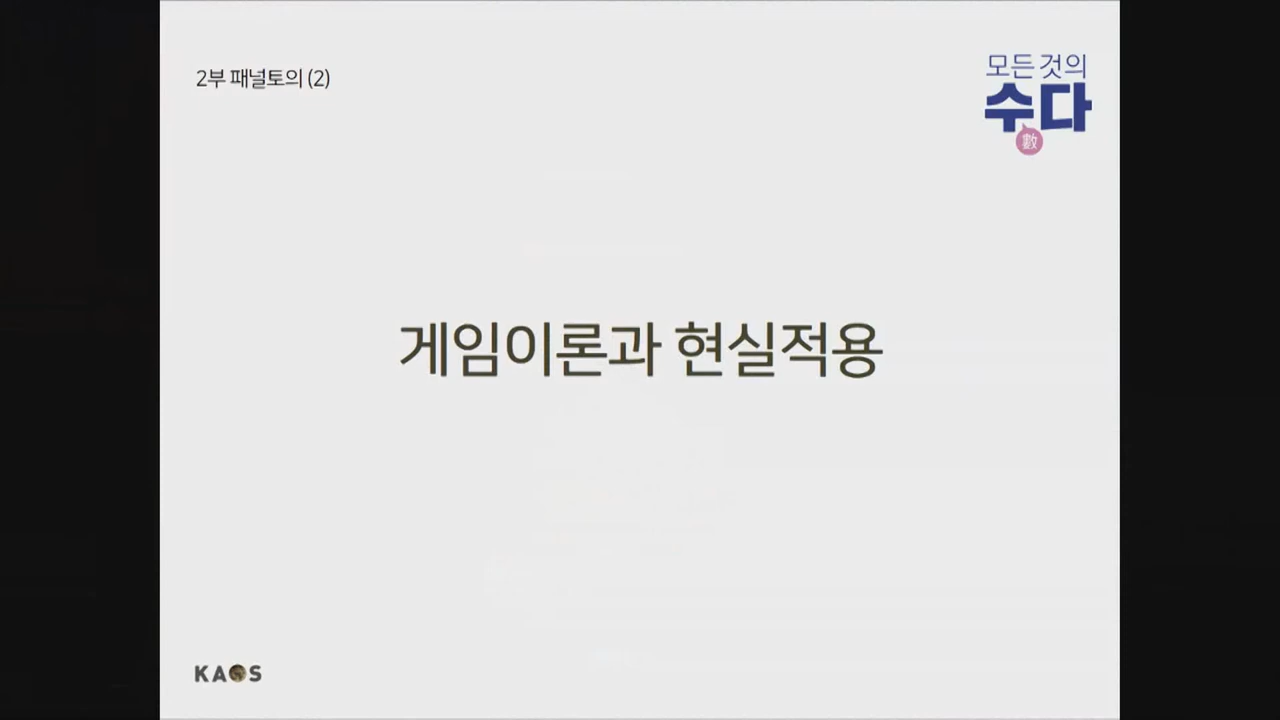 2부 패널토의 (2)
모든 것의
수다
數
게임이론과 현실적용
KAOS